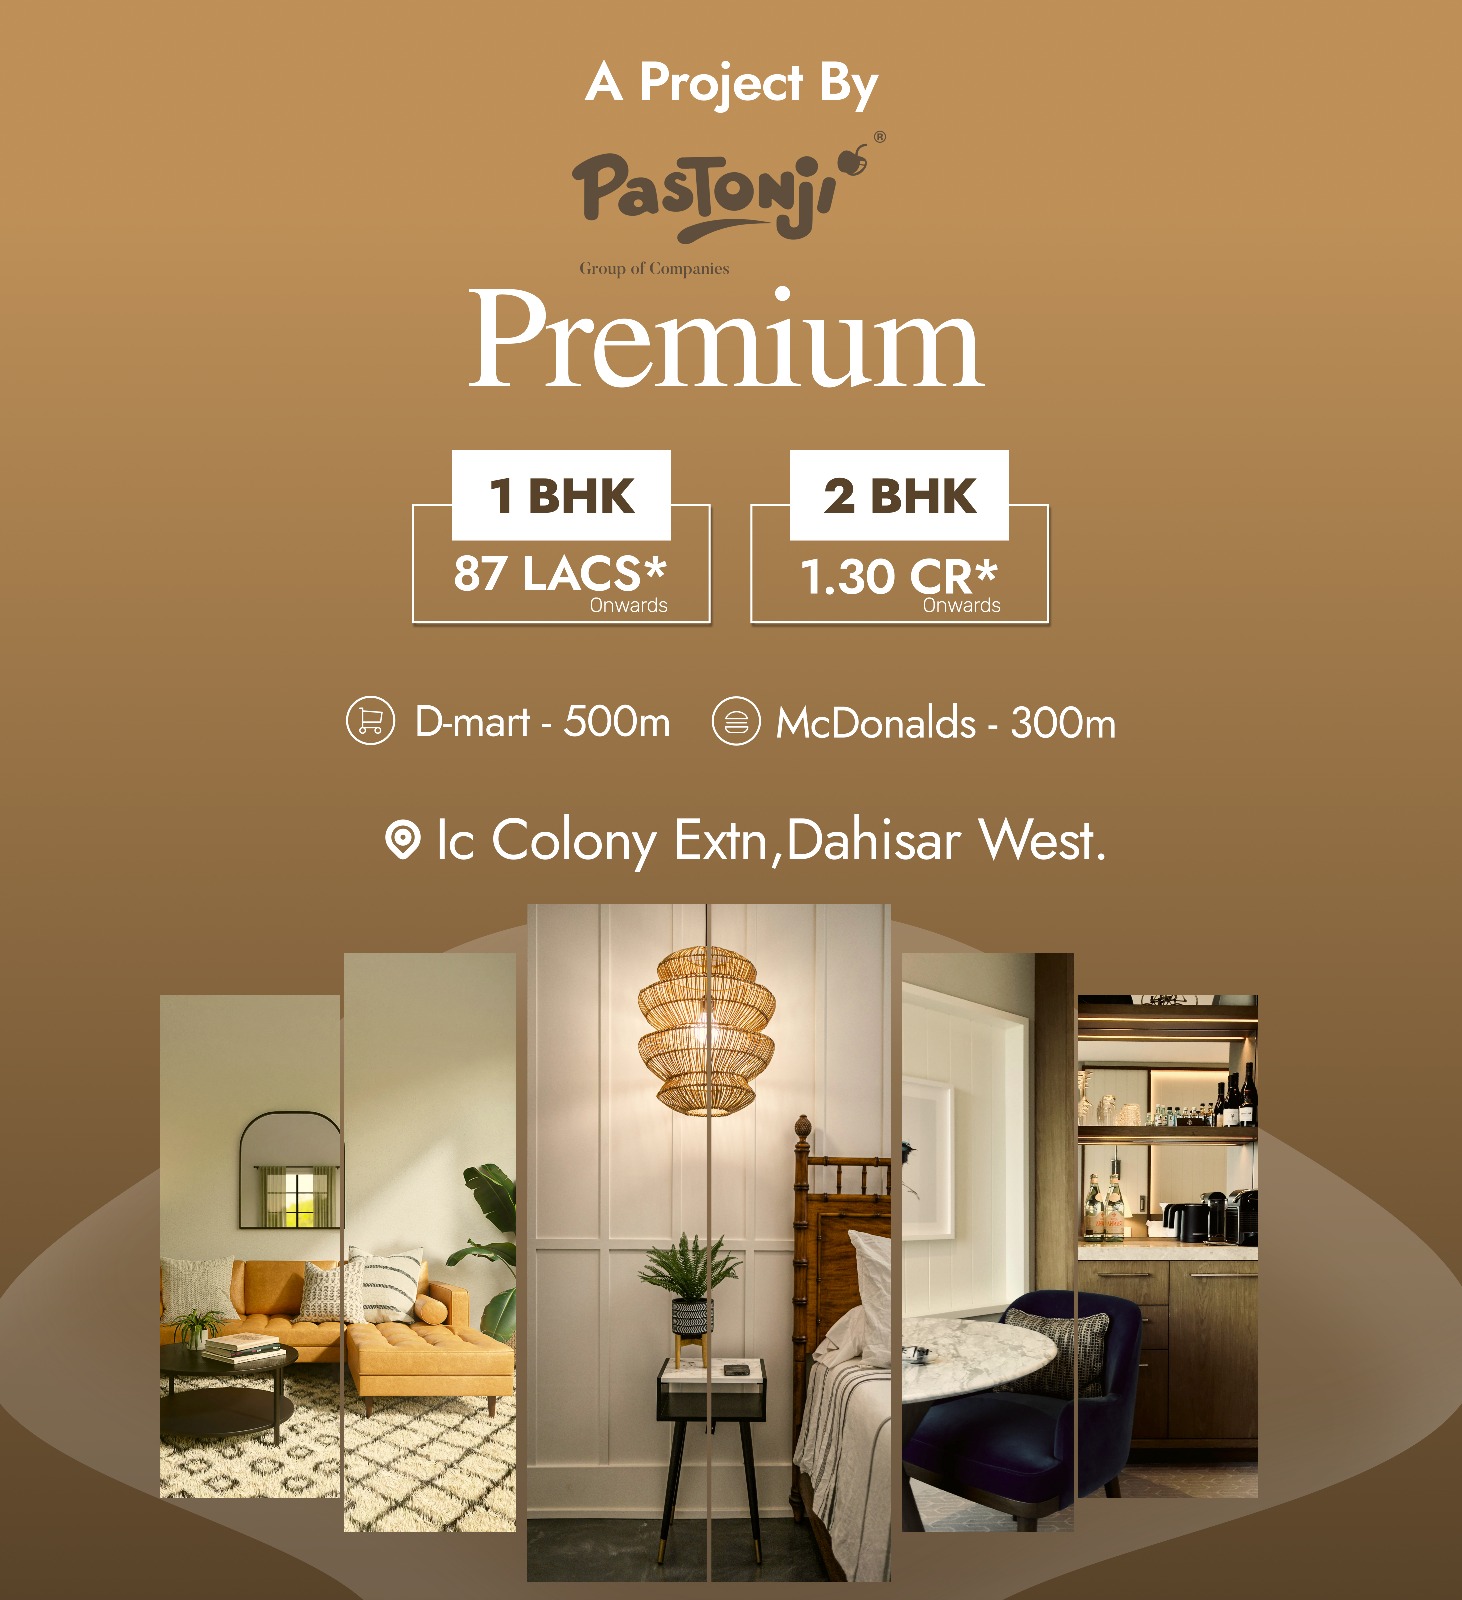 A Project By
Pastonji®
Group of Companies
Premium
1 BHK
87 LACS*
Onwards
2 BHK
1.30 CR*
Onwards
D-mart - 500m
McDonalds - 300m
Ic Colony Extn,Dahisar West.